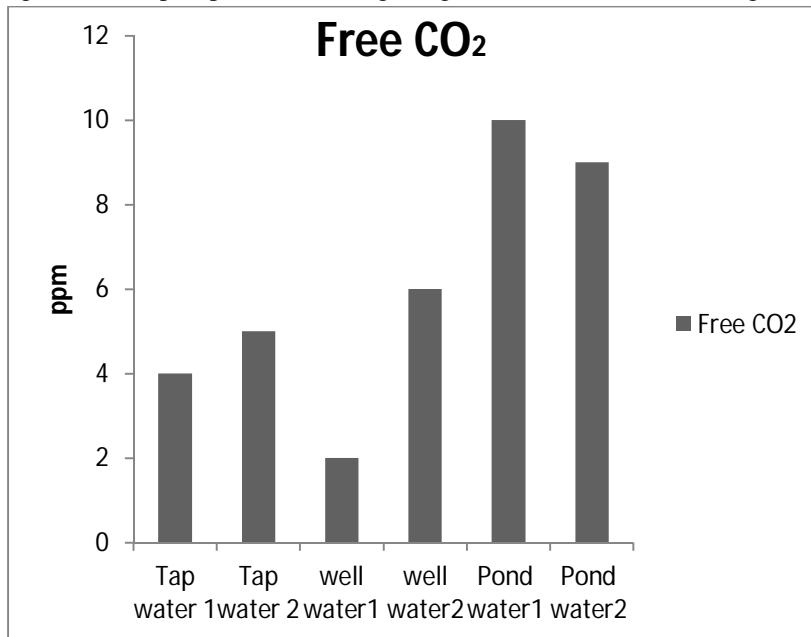 Free CO2
12
10
8
6
4
2
0
ppm
Tap water 1
Tap water 2
well water1
well water2
Pond water1
Pond water2
Free CO2